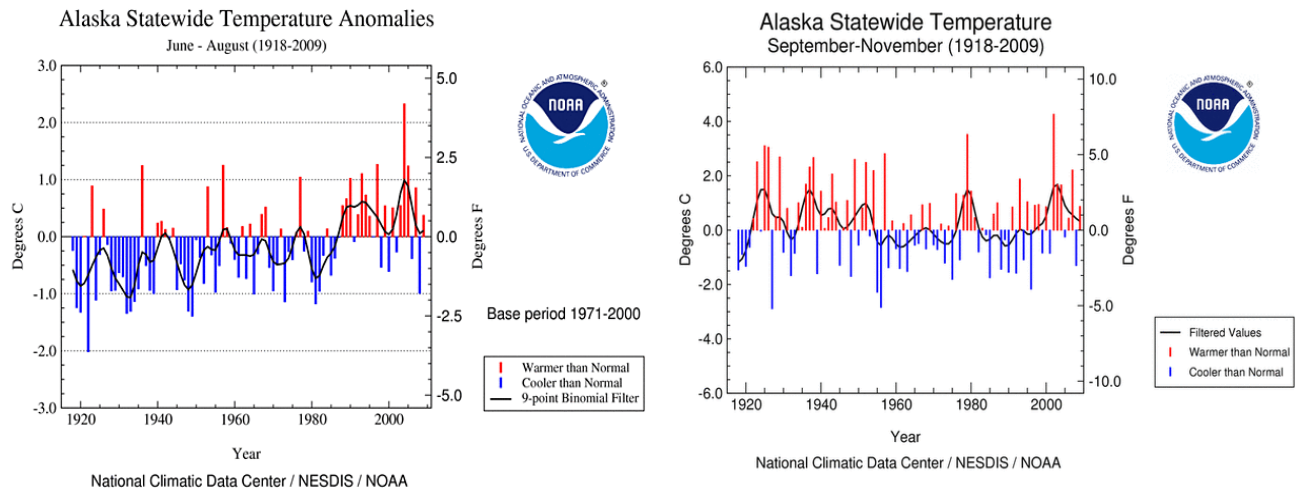 Alaska Statewide Temperature Anomalies
June - August (1918-2009)
3.0
2.0
1.0
0.0
-1.0
-2.0
-3.0
Degrees C
5.0
2.5
0.0
-2.5
-5.0
Degrees F
1920 1940 1960 1980 2000
Year
National Climatic Data Center / NESDIS / NOAA
NATIONAL OCEANIC AND ATMOSPHERIC ADMINISTRATION
NOAA
®
U.S. DEPARTMENT OF COMMERCE
Base period 1971-2000
Warmer than Normal
Cooler than Normal
9-point Binomial Filter
Alaska Statewide Temperature
September-November (1918-2009)
6.0
4.0
2.0
0.0
-2.0
-4.0
-6.0
Degrees C
10.0
5.0
0.0
-5.0
-10.0
Degrees F
1920 1940 1960 1980 2000
Year
National Climatic Data Center / NESDIS / NOAA
NATIONAL OCEANIC AND ATMOSPHERIC ADMINISTRATION
NOAA
®
U.S. DEPARTMENT OF COMMERCE
Filtered Values
Warmer than Normal
Cooler than Normal